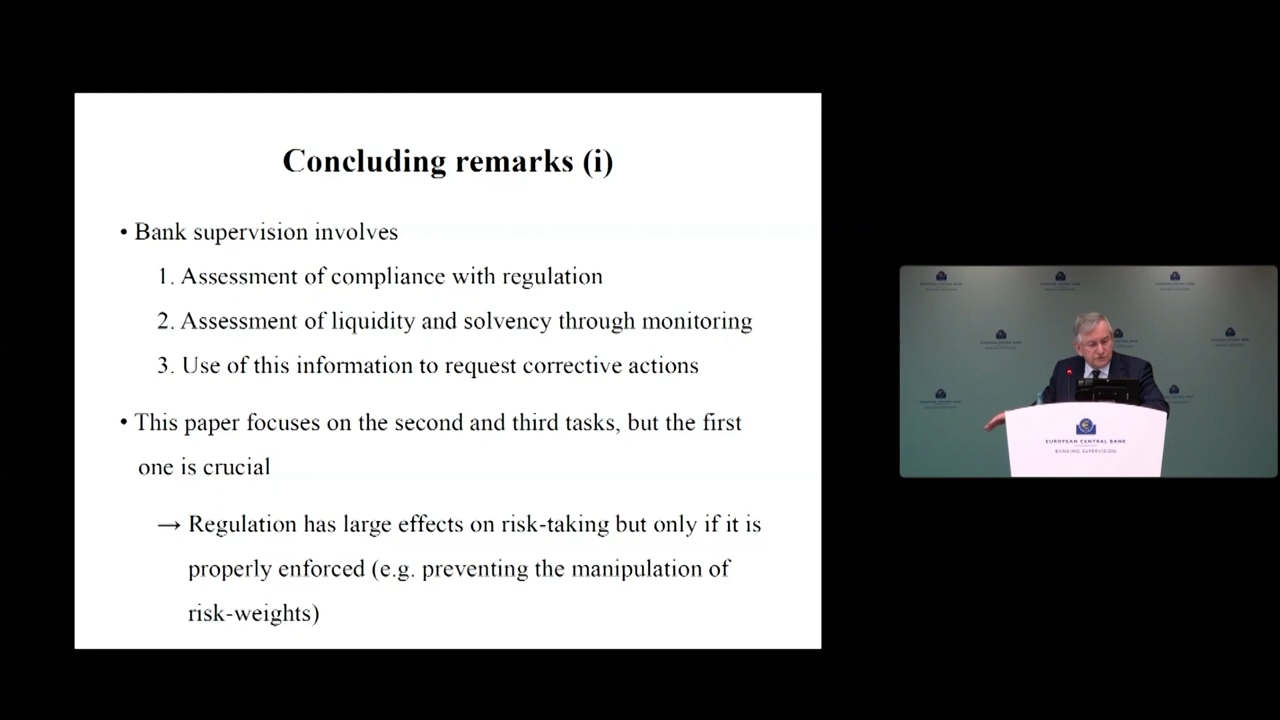 Concluding remarks (i)
• Bank supervision involves
1. Assessment of compliance with regulation
2. Assessment of liquidity and solvency through monitoring
3. Use of this information to request corrective actions
• This paper focuses on the second and third tasks, but the first
one is crucial
→ Regulation has large effects on risk-taking but only if it is
properly enforced (e.g. preventing the manipulation of
risk-weights)
EUROPEAN CENTRAL BANK
BANKING SUPERVISION